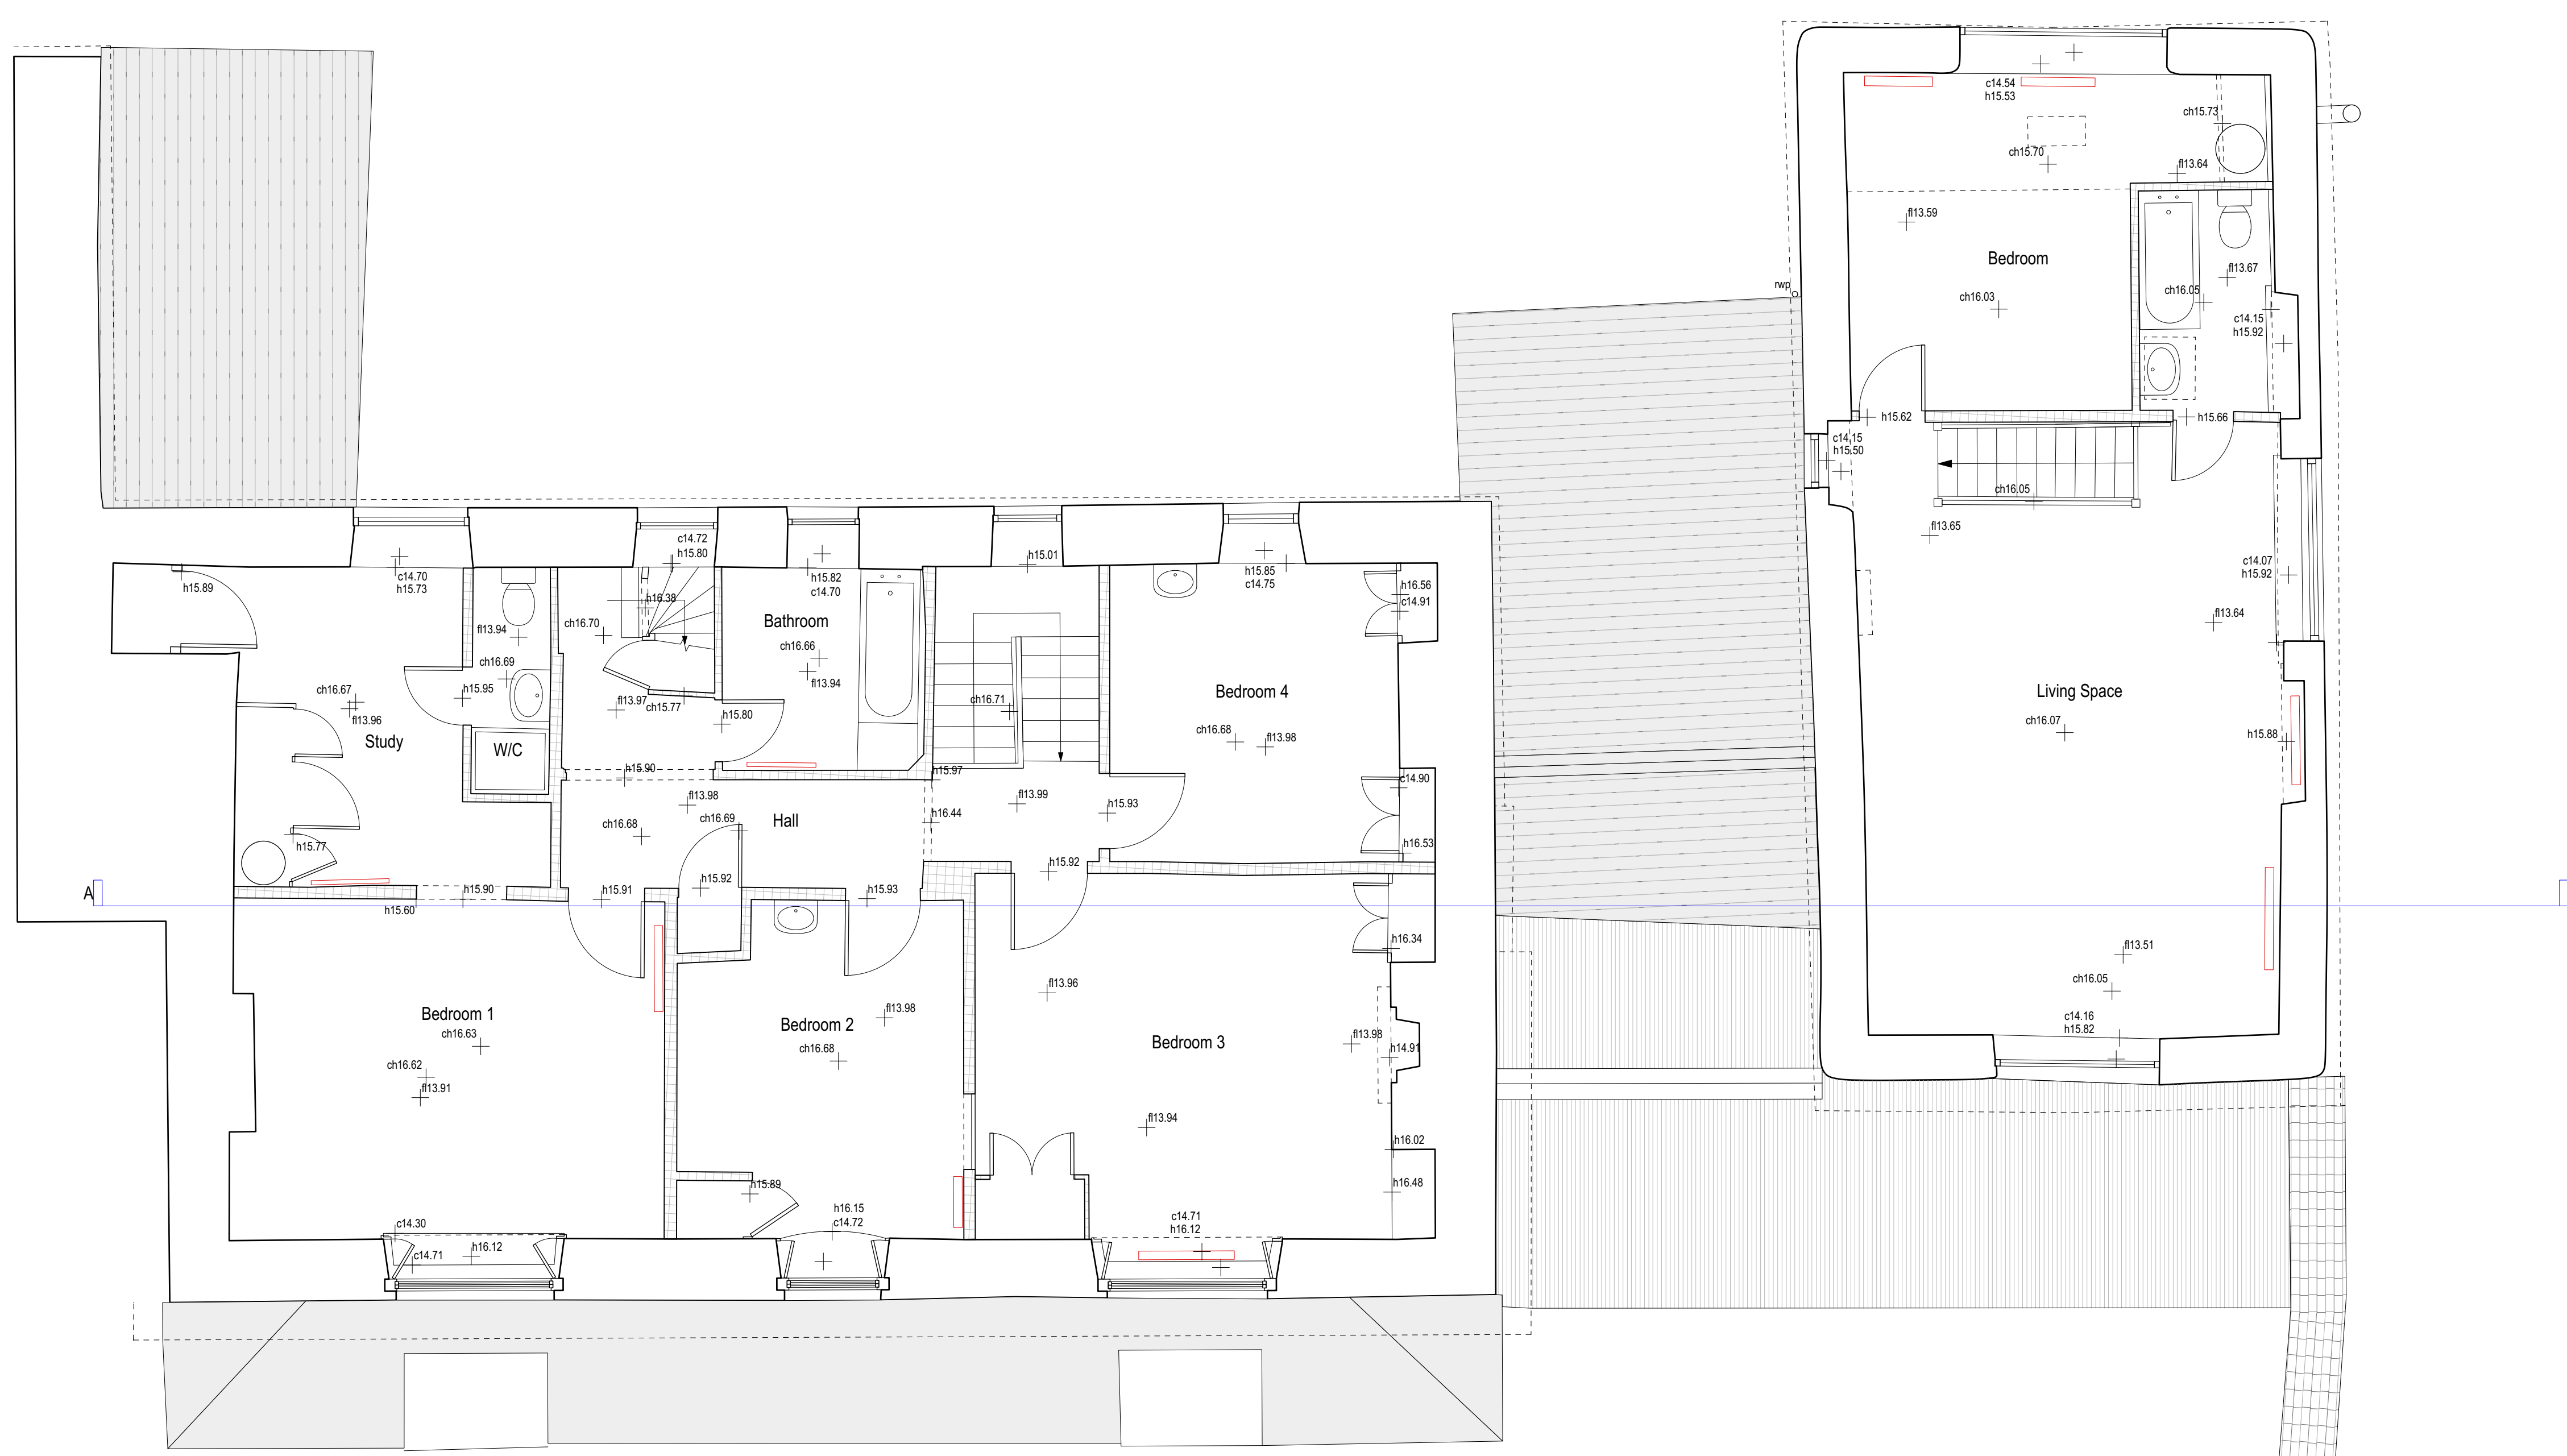 c14.54
h15.53
ch15.73
ch15.70
fl13.64
fl13.59
Bedroom
fl13.67
ch16.05
ch16.03
rwp
c14.15
h15.92
h15.62
h15.66
c14.15
h15.50
ch16.05
fl13.65
c14.07
h15.92
fl13.64
Living Space
ch16.07
h15.88
fl13.51
ch16.05
c14.16
h15.82
h15.89
c14.70
h15.73
c14.72
h15.80
h15.82
c14.70
h15.01
h15.85
c14.75
h16.56
c14.91
h16.38
ch16.70
fl13.94
ch16.69
h15.95
Bathroom
ch16.66
fl13.94
ch16.67
fl13.96
Study
W/C
fl13.97
ch15.77
h15.80
ch16.71
Bedroom 4
ch16.68
fl13.98
h15.90
h15.97
c14.90
fl13.98
fl13.99
h15.93
ch16.68
ch16.69
Hall
h16.44
h16.53
h15.77
h15.92
A
h15.90
h15.60
h15.91
h15.92
h15.93
h16.34
fl13.96
Bedroom 1
ch16.63
ch16.62
fl13.91
Bedroom 2
fl13.98
ch16.68
Bedroom 3
fl13.98
h14.91
fl13.94
h16.02
h15.89
h16.48
h16.15
c14.72
c14.71
h16.12
c14.30
h16.12
c14.71